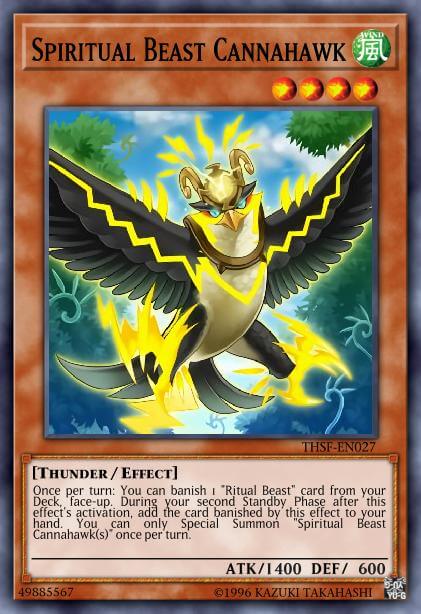 Spiritual Beast Cannahawk
WIND
風
THSF-EN027
[Thunder / Effect]
Once per turn: You can banish 1 "Ritual Beast" card from your
Deck, face-up. During your second Standby Phase after this
effect's activation, add the card banished by this effect to your
hand. You can only Special Summon "Spiritual Beast
Cannahawk(s)" once per turn.
ATK/1400 DEF/ 600
49885567
©1996 KAZUKI TAKAHASHI